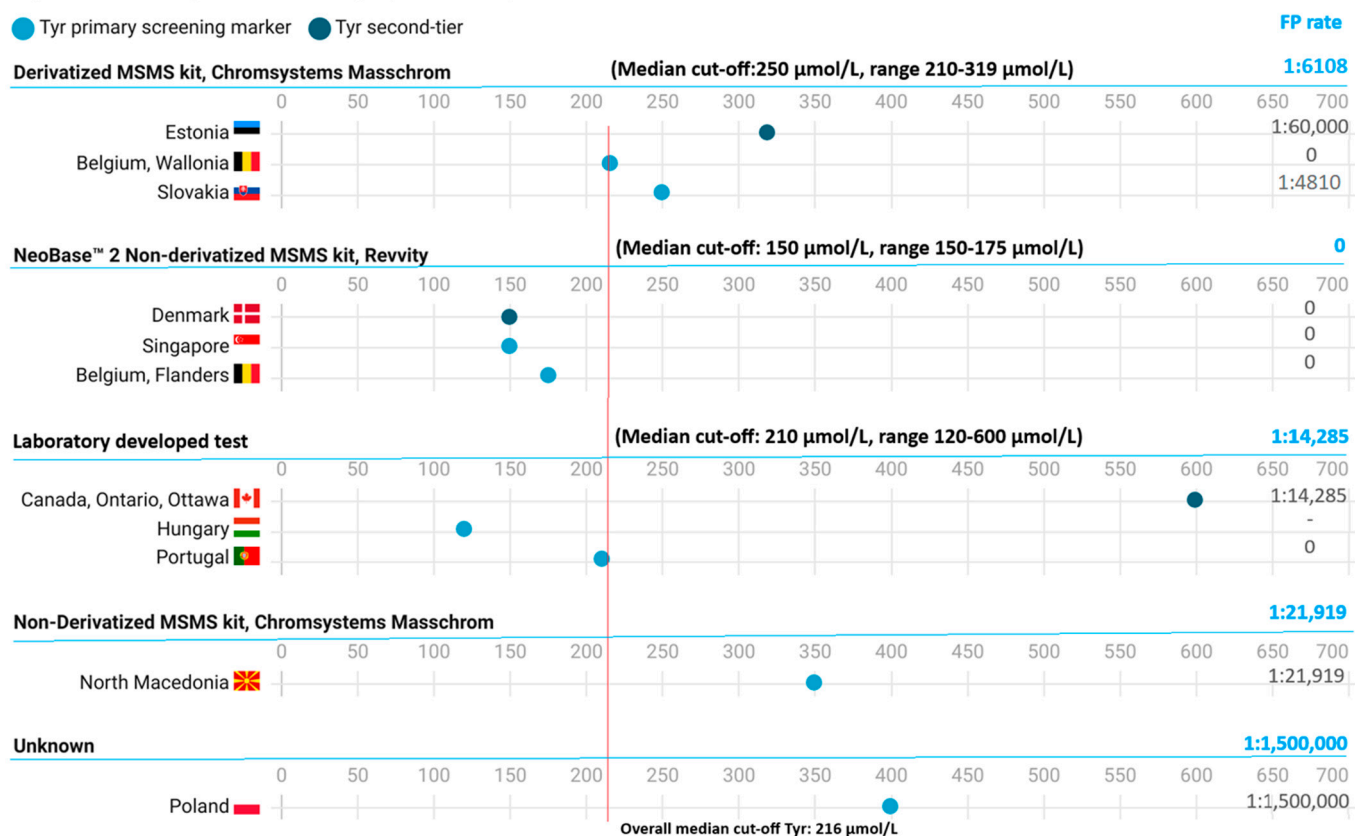 Tyr primary screening marker Tyr second-tier FP rate
Derivatized MSMS kit, Chromsystems Masschrom (Median cut-off:250 µmol/L, range 210-319 µmol/L) 1:6108
0 50 100 150 200 250 300 350 400 450 500 550 600 650 700
Estonia 1:60,000
Belgium, Wallonia 0
Slovakia 1:4810
NeoBase™ 2 Non-derivatized MSMS kit, Revvity (Median cut-off: 150 µmol/L, range 150-175 µmol/L) 0
0 50 100 150 200 250 300 350 400 450 500 550 600 650 700
Denmark 0
Singapore 0
Belgium, Flanders 0
Laboratory developed test (Median cut-off: 210 µmol/L, range 120-600 µmol/L) 1:14,285
0 50 100 150 200 250 300 350 400 450 500 550 600 650 700
Canada, Ontario, Ottawa 1:14,285
Hungary -
Portugal 0
Non-Derivatized MSMS kit, Chromsystems Masschrom 1:21,919
0 50 100 150 200 250 300 350 400 450 500 550 600 650 700
North Macedonia 1:21,919
Unknown 1:1,500,000
0 50 100 150 200 250 300 350 400 450 500 550 600 650 700
Poland 1:1,500,000
Overall median cut-off Tyr: 216 µmol/L